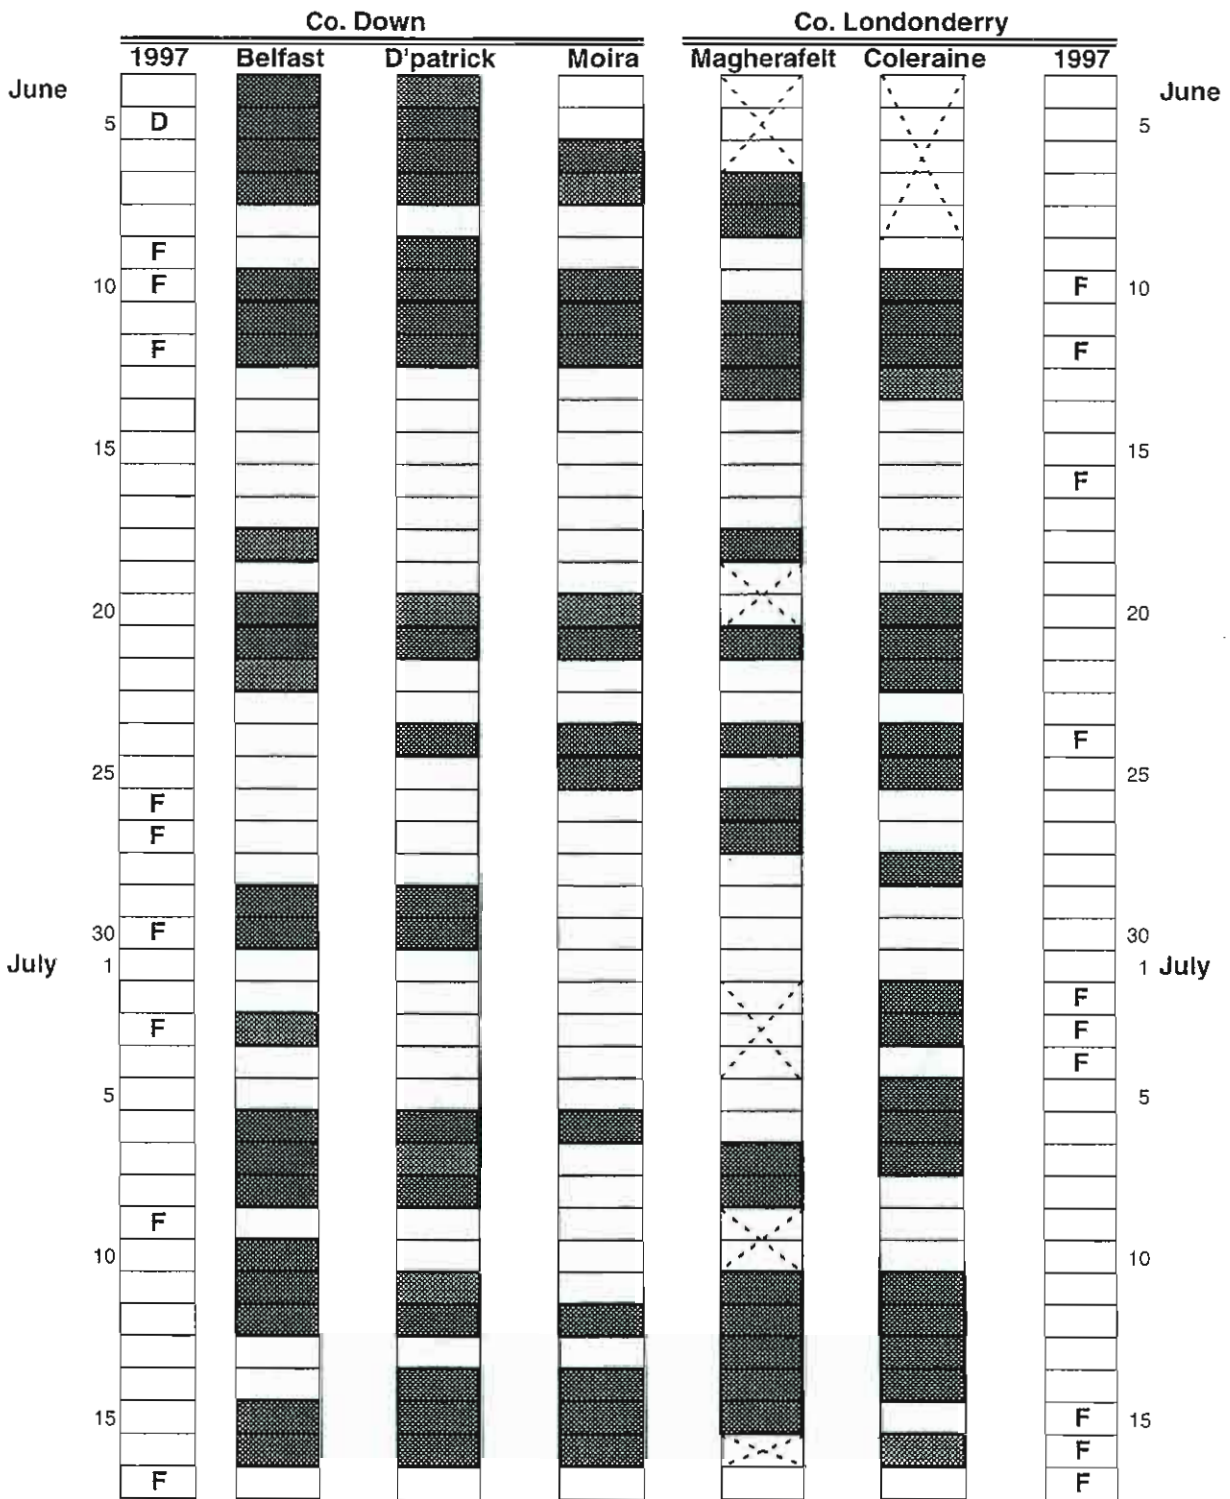 Co. Down Co. Londonderry
1997 Belfast D'patrick Moira Magherafelt Coleraine 1997
June June
5 D 5
F
10 F F 10
F F
15 15
F
20 20
F
25 25
F
F
30 F 30
July 1 1 July
F
F F
F
5 5
F
10 10
15 F 15
F
F F